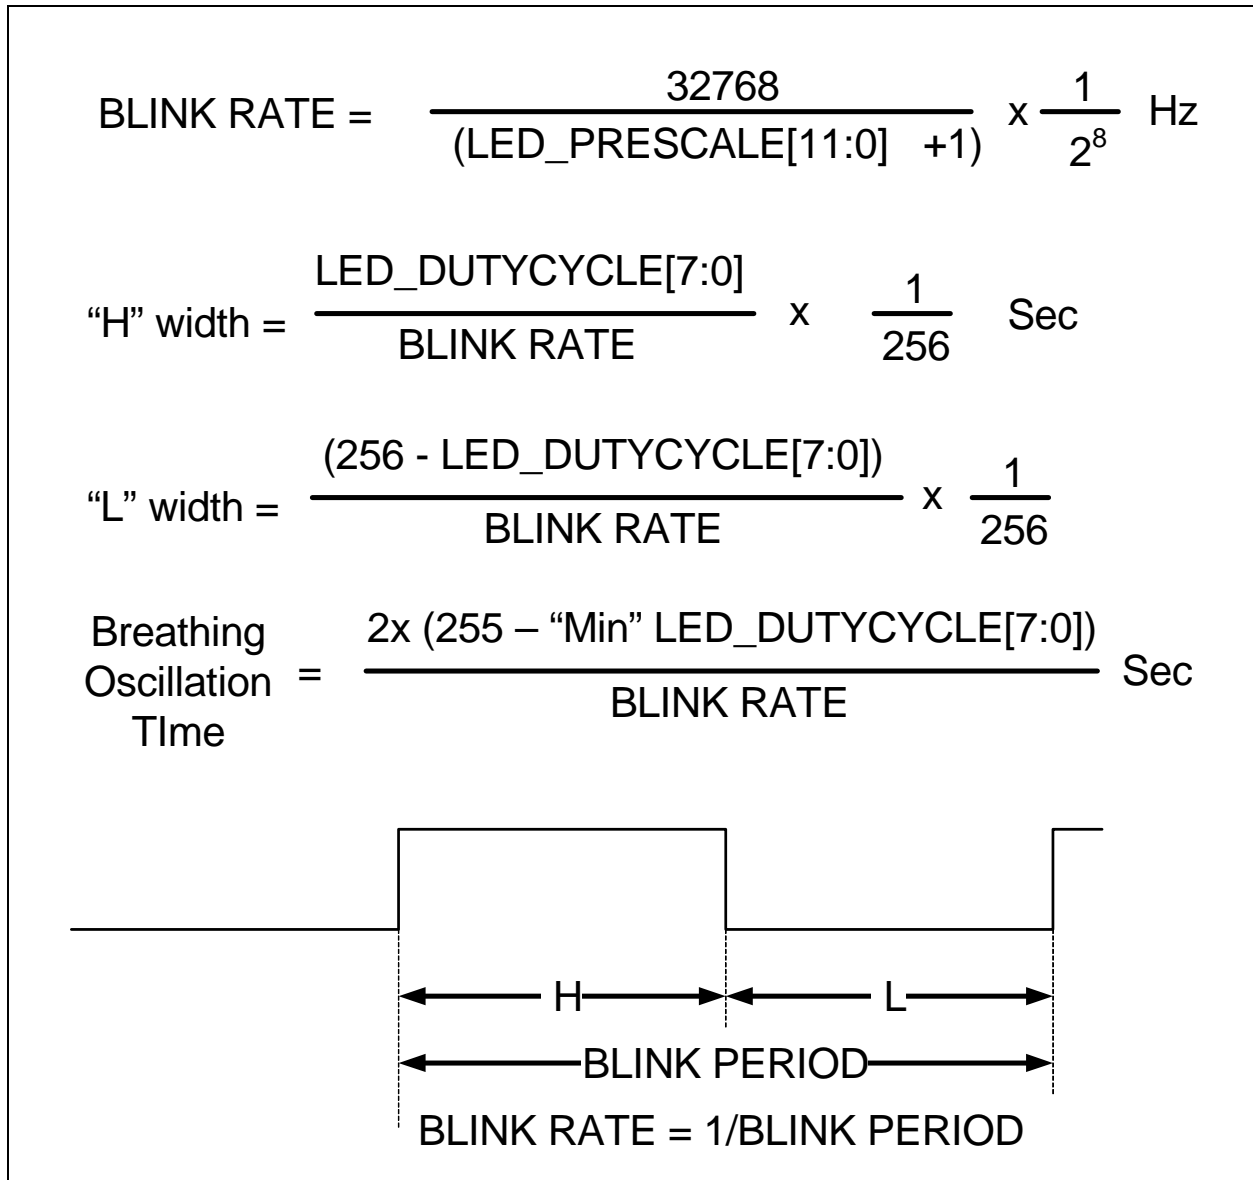 BLINK RATE = 32768 / (LED_PRESCALE[11:0] +1) x 1 / 2⁸ Hz
“H” width = LED_DUTYCYCLE[7:0] / BLINK RATE x 1 / 256 Sec
“L” width = (256 - LED_DUTYCYCLE[7:0]) / BLINK RATE x 1 / 256
Breathing
Oscillation
TIme
= 2x (255 – “Min” LED_DUTYCYCLE[7:0]) / BLINK RATE Sec
H L
BLINK PERIOD
BLINK RATE = 1/BLINK PERIOD